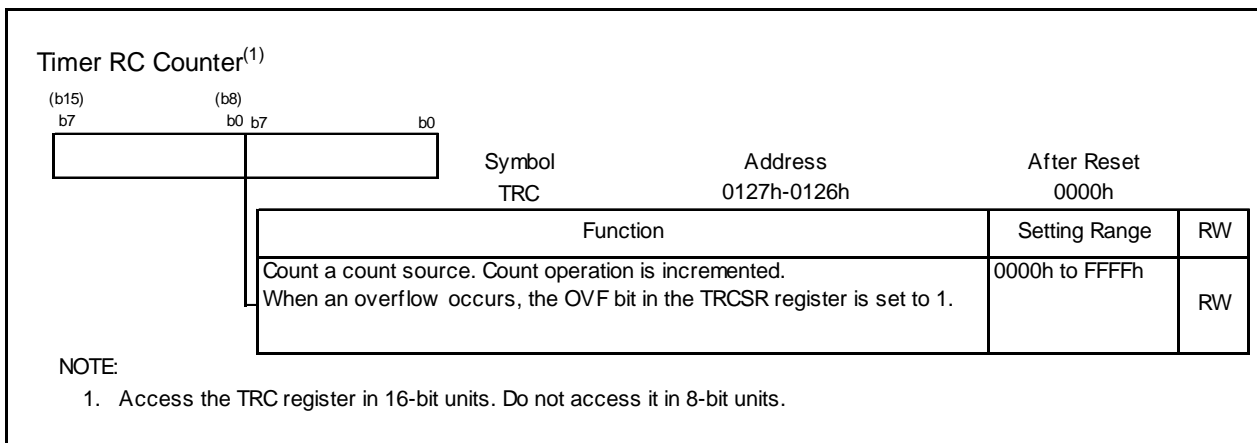 Timer RC Counter(1)
(b15) (b8)
b7 b0 b7 b0
Symbol Address After Reset
TRC 0127h-0126h 0000h
Function Setting Range RW
Count a count source. Count operation is incremented. 0000h to FFFFh
When an overflow occurs, the OVF bit in the TRCSR register is set to 1. RW
NOTE:
1. Access the TRC register in 16-bit units. Do not access it in 8-bit units.